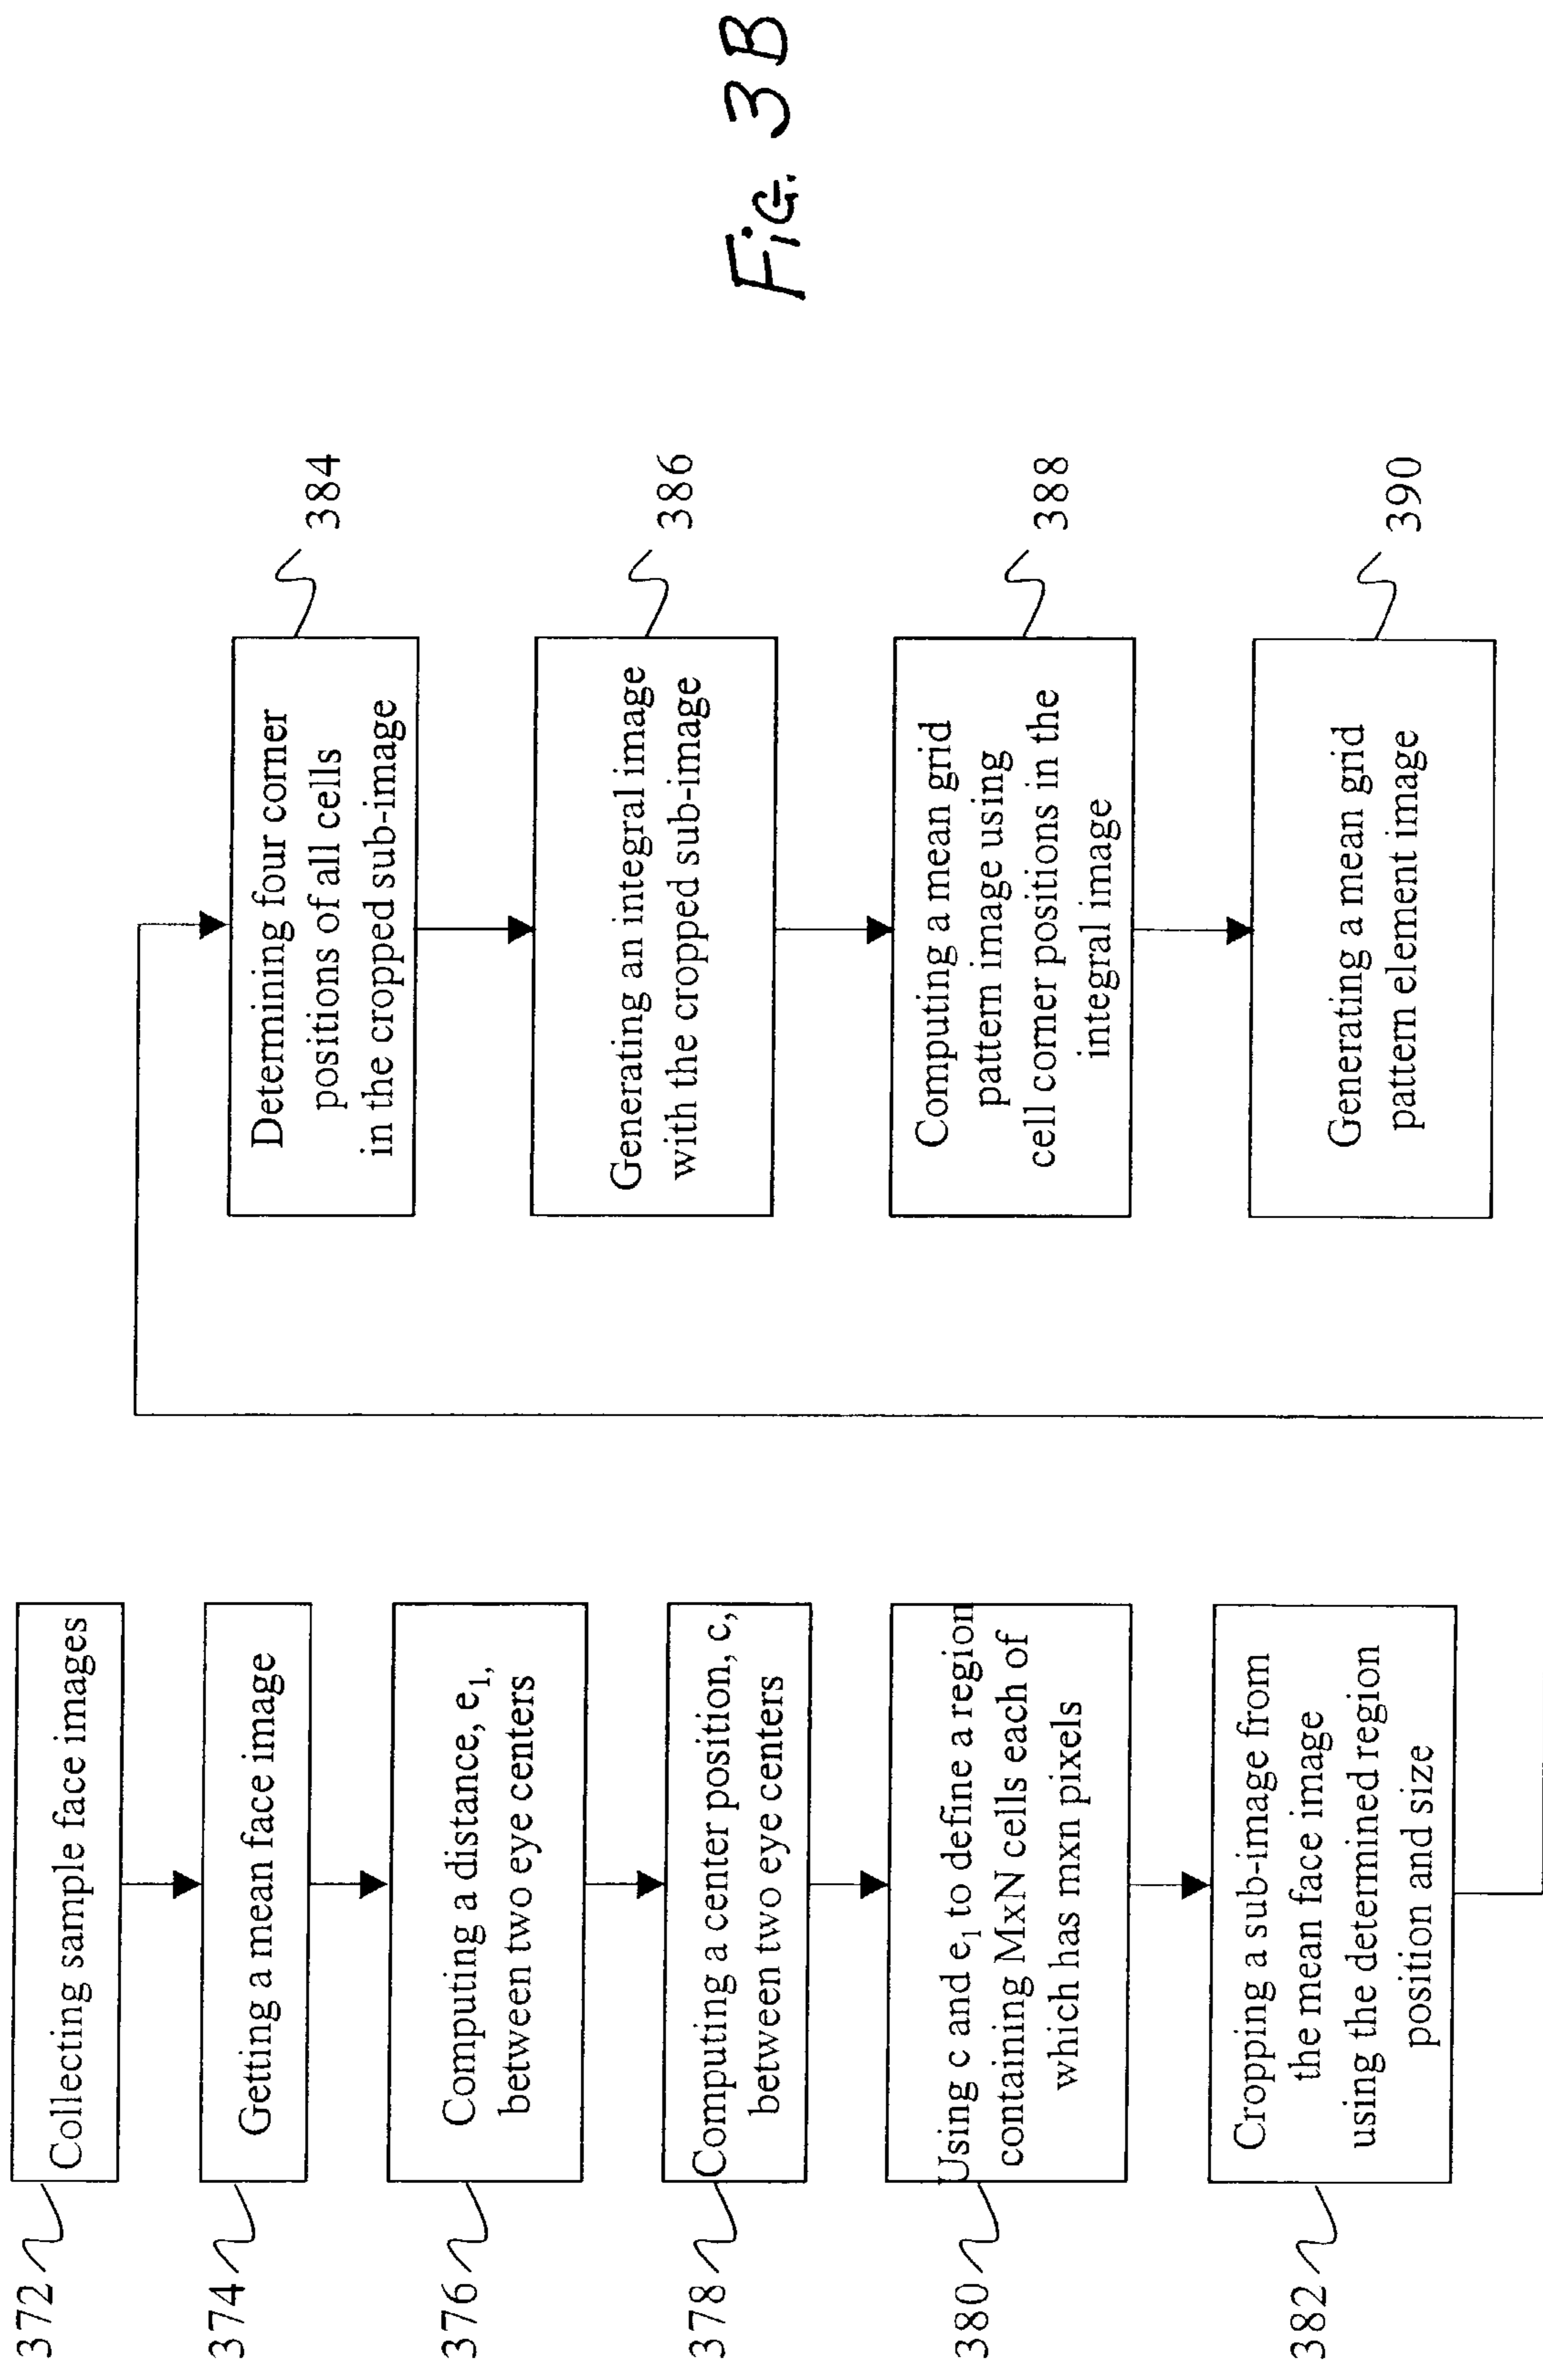 372
Collecting sample face images
374
Getting a mean face image
376
Computing a distance, e1,
between two eye centers
378
Computing a center position, c,
between two eye centers
380
Using c and e1 to define a region
containing MxN cells each of
which has mxn pixels
382
Cropping a sub-image from
the mean face image
using the determined region
position and size
Determining four corner
positions of all cells
in the cropped sub-image
384
Generating an integral image
with the cropped sub-image
386
Computing a mean grid
pattern image using
cell corner positions in the
integral image
388
Generating a mean grid
pattern element image
390
Fig. 3B